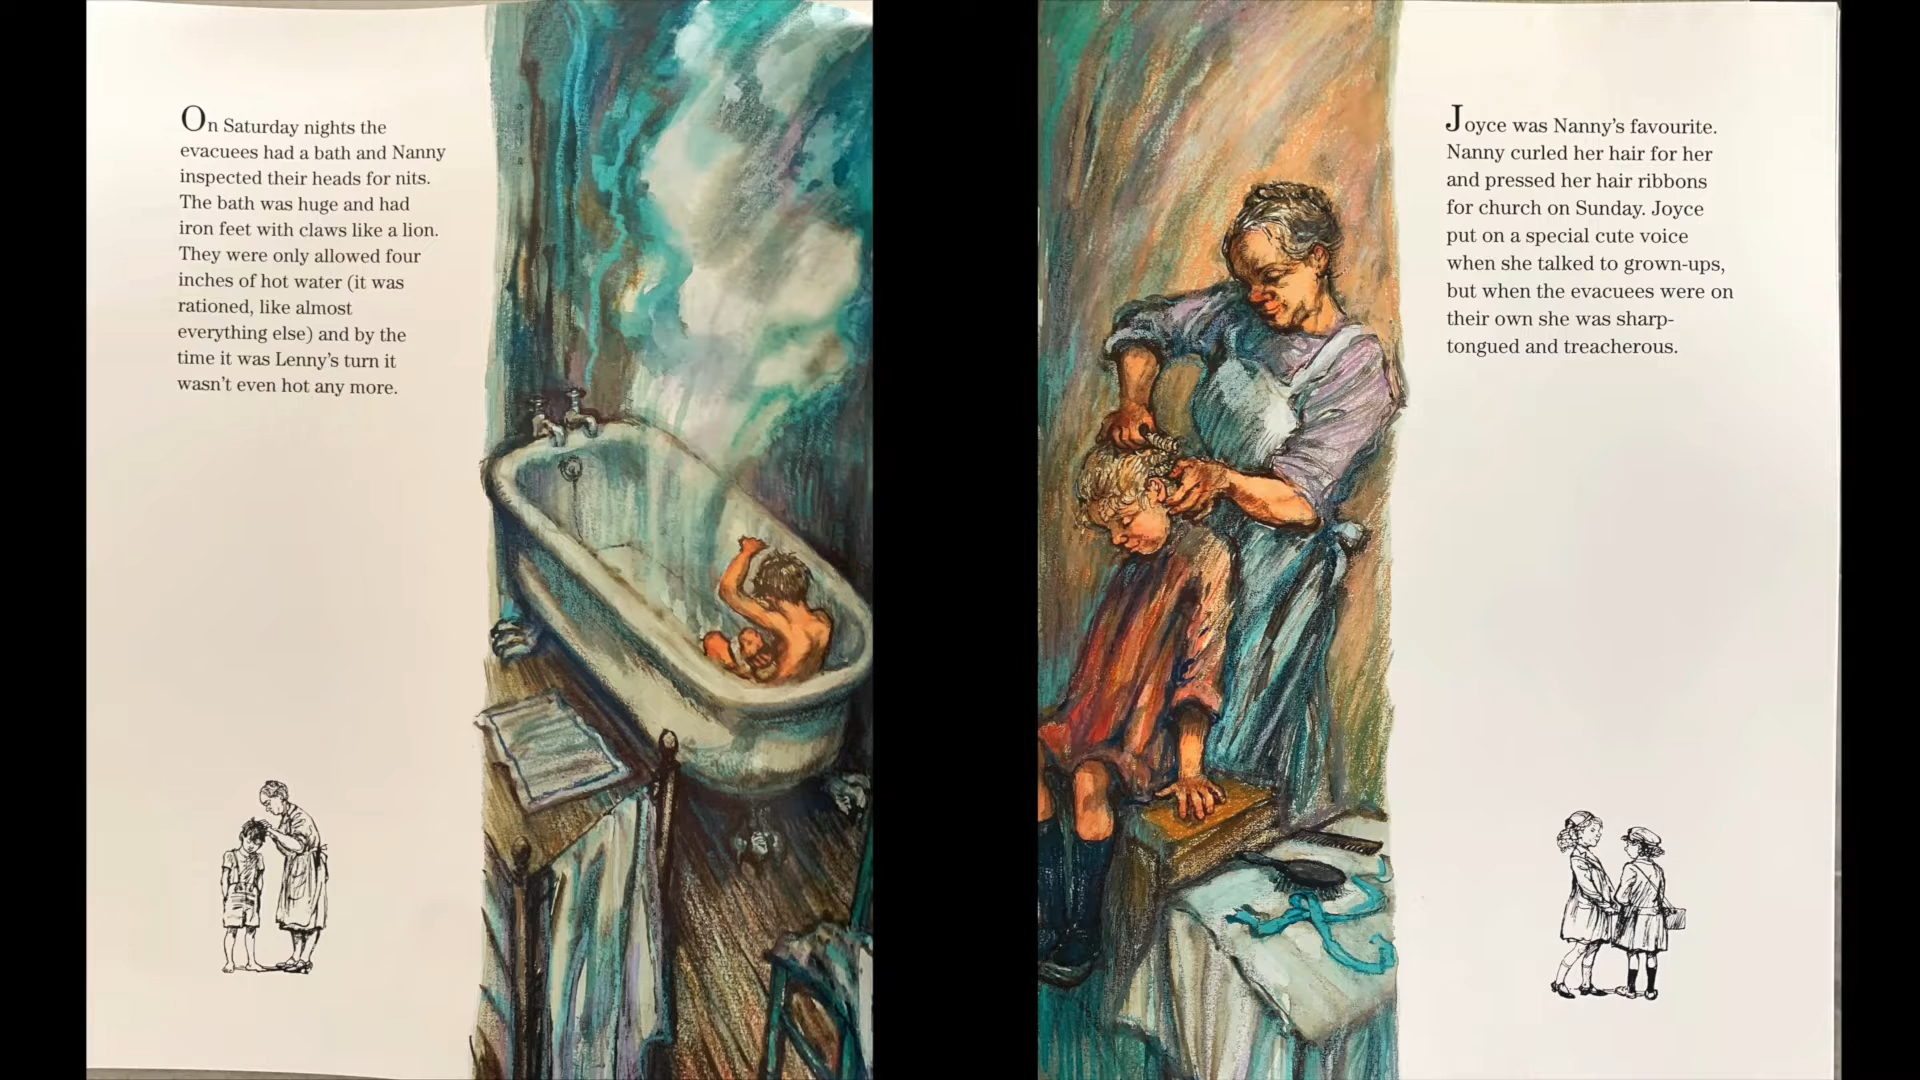 On Saturday nights the
evacuees had a bath and Nanny
inspected their heads for nits.
The bath was huge and had
iron feet with claws like a lion.
They were only allowed four
inches of hot water (it was
rationed, like almost
everything else) and by the
time it was Lenny’s turn it
wasn’t even hot any more.
Joyce was Nanny’s favourite.
Nanny curled her hair for her
and pressed her hair ribbons
for church on Sunday. Joyce
put on a special cute voice
when she talked to grown-ups,
but when the evacuees were on
their own she was sharp-
tongued and treacherous.